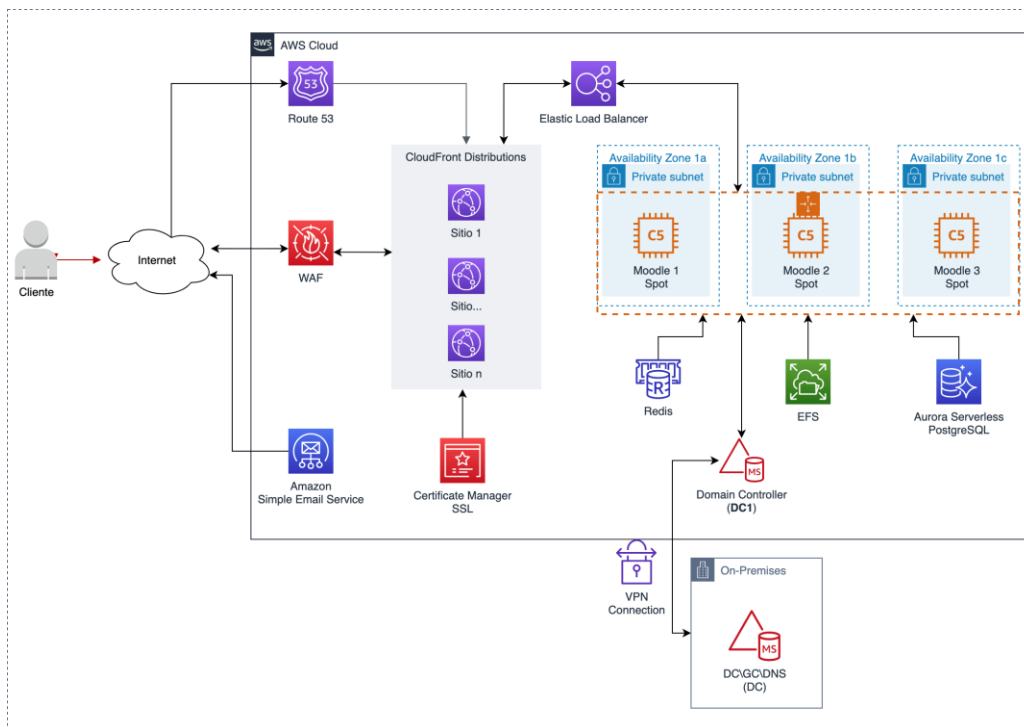 aws
AWS Cloud
53
Route 53
Elastic Load Balancer
CloudFront Distributions
Sitio 1
Sitio...
Sitio n
Availability Zone 1a
Private subnet
C5
Moodle 1
Spot
Availability Zone 1b
Private subnet
C5
Moodle 2
Spot
Availability Zone 1c
Private subnet
C5
Moodle 3
Spot
Cliente
Internet
WAF
R
Redis
EFS
Aurora Serverless
PostgreSQL
Amazon
Simple Email Service
Certificate Manager
SSL
MS
Domain Controller
(DC1)
VPN
Connection
On-Premises
MS
DC\GC\DNS
(DC)